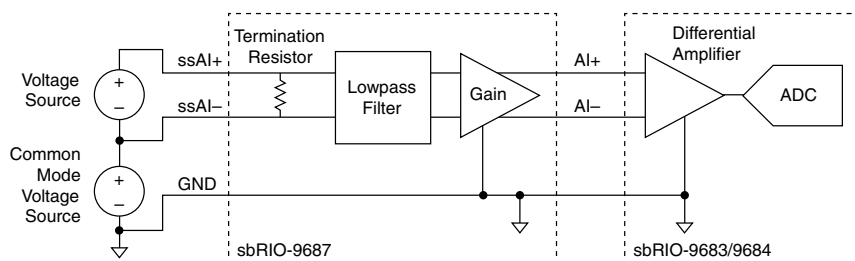 Voltage
Source
+
−
Common
Mode
Voltage
Source
+
−
ssAI+
ssAI−
GND
Termination
Resistor
Lowpass
Filter
Gain
sbRIO-9687
AI+
AI−
Differential
Amplifier
ADC
sbRIO-9683/9684